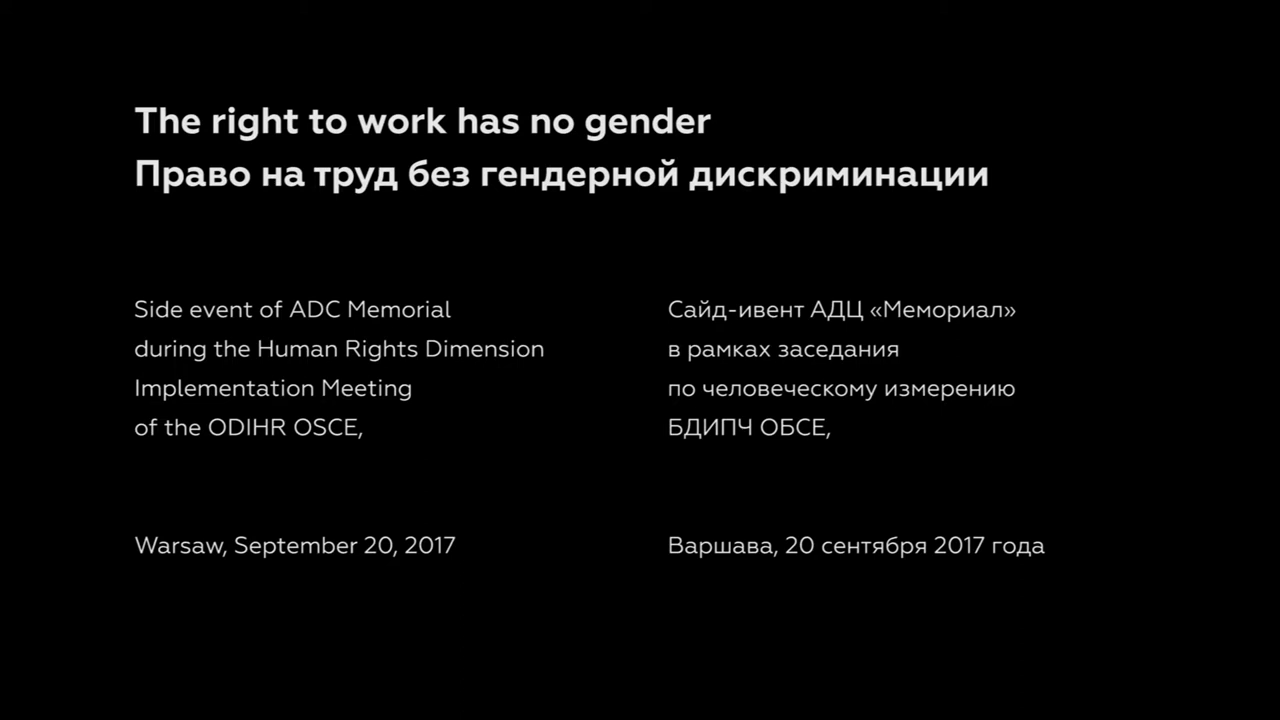 The right to work has no gender
Право на труд без гендерной дискриминации
Side event of ADC Memorial
during the Human Rights Dimension
Implementation Meeting
of the ODIHR OSCE,
Сайд-ивент АДЦ «Мемориал»
в рамках заседания
по человеческому измерению
БДИПЧ ОБСЕ,
Warsaw, September 20, 2017
Варшава, 20 сентября 2017 года